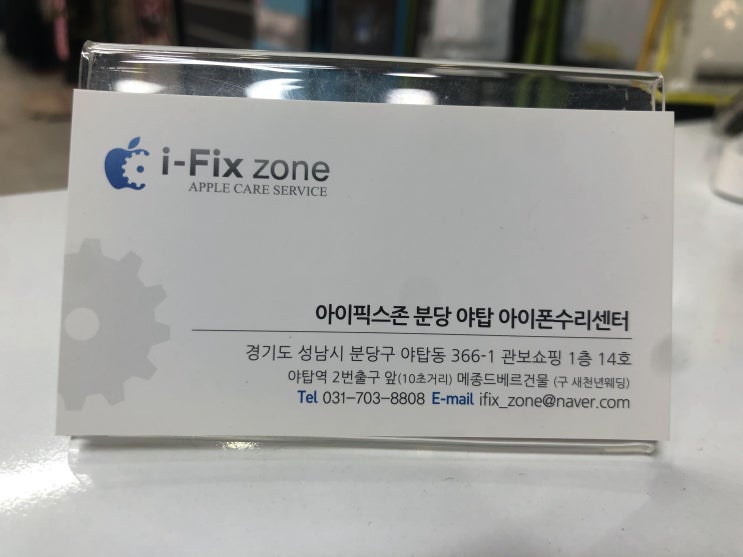 i-Fix zone
APPLE CARE SERVICE
아이픽스존 분당 야탑 아이폰수리센터
경기도 성남시 분당구 야탑동 366-1 관보쇼핑 1층 14호
야탑역 2번출구 앞(10초거리) 메종드베르건물 (구 새천년웨딩)
Tel 031-703-8808 E-mail ifix_zone@naver.com